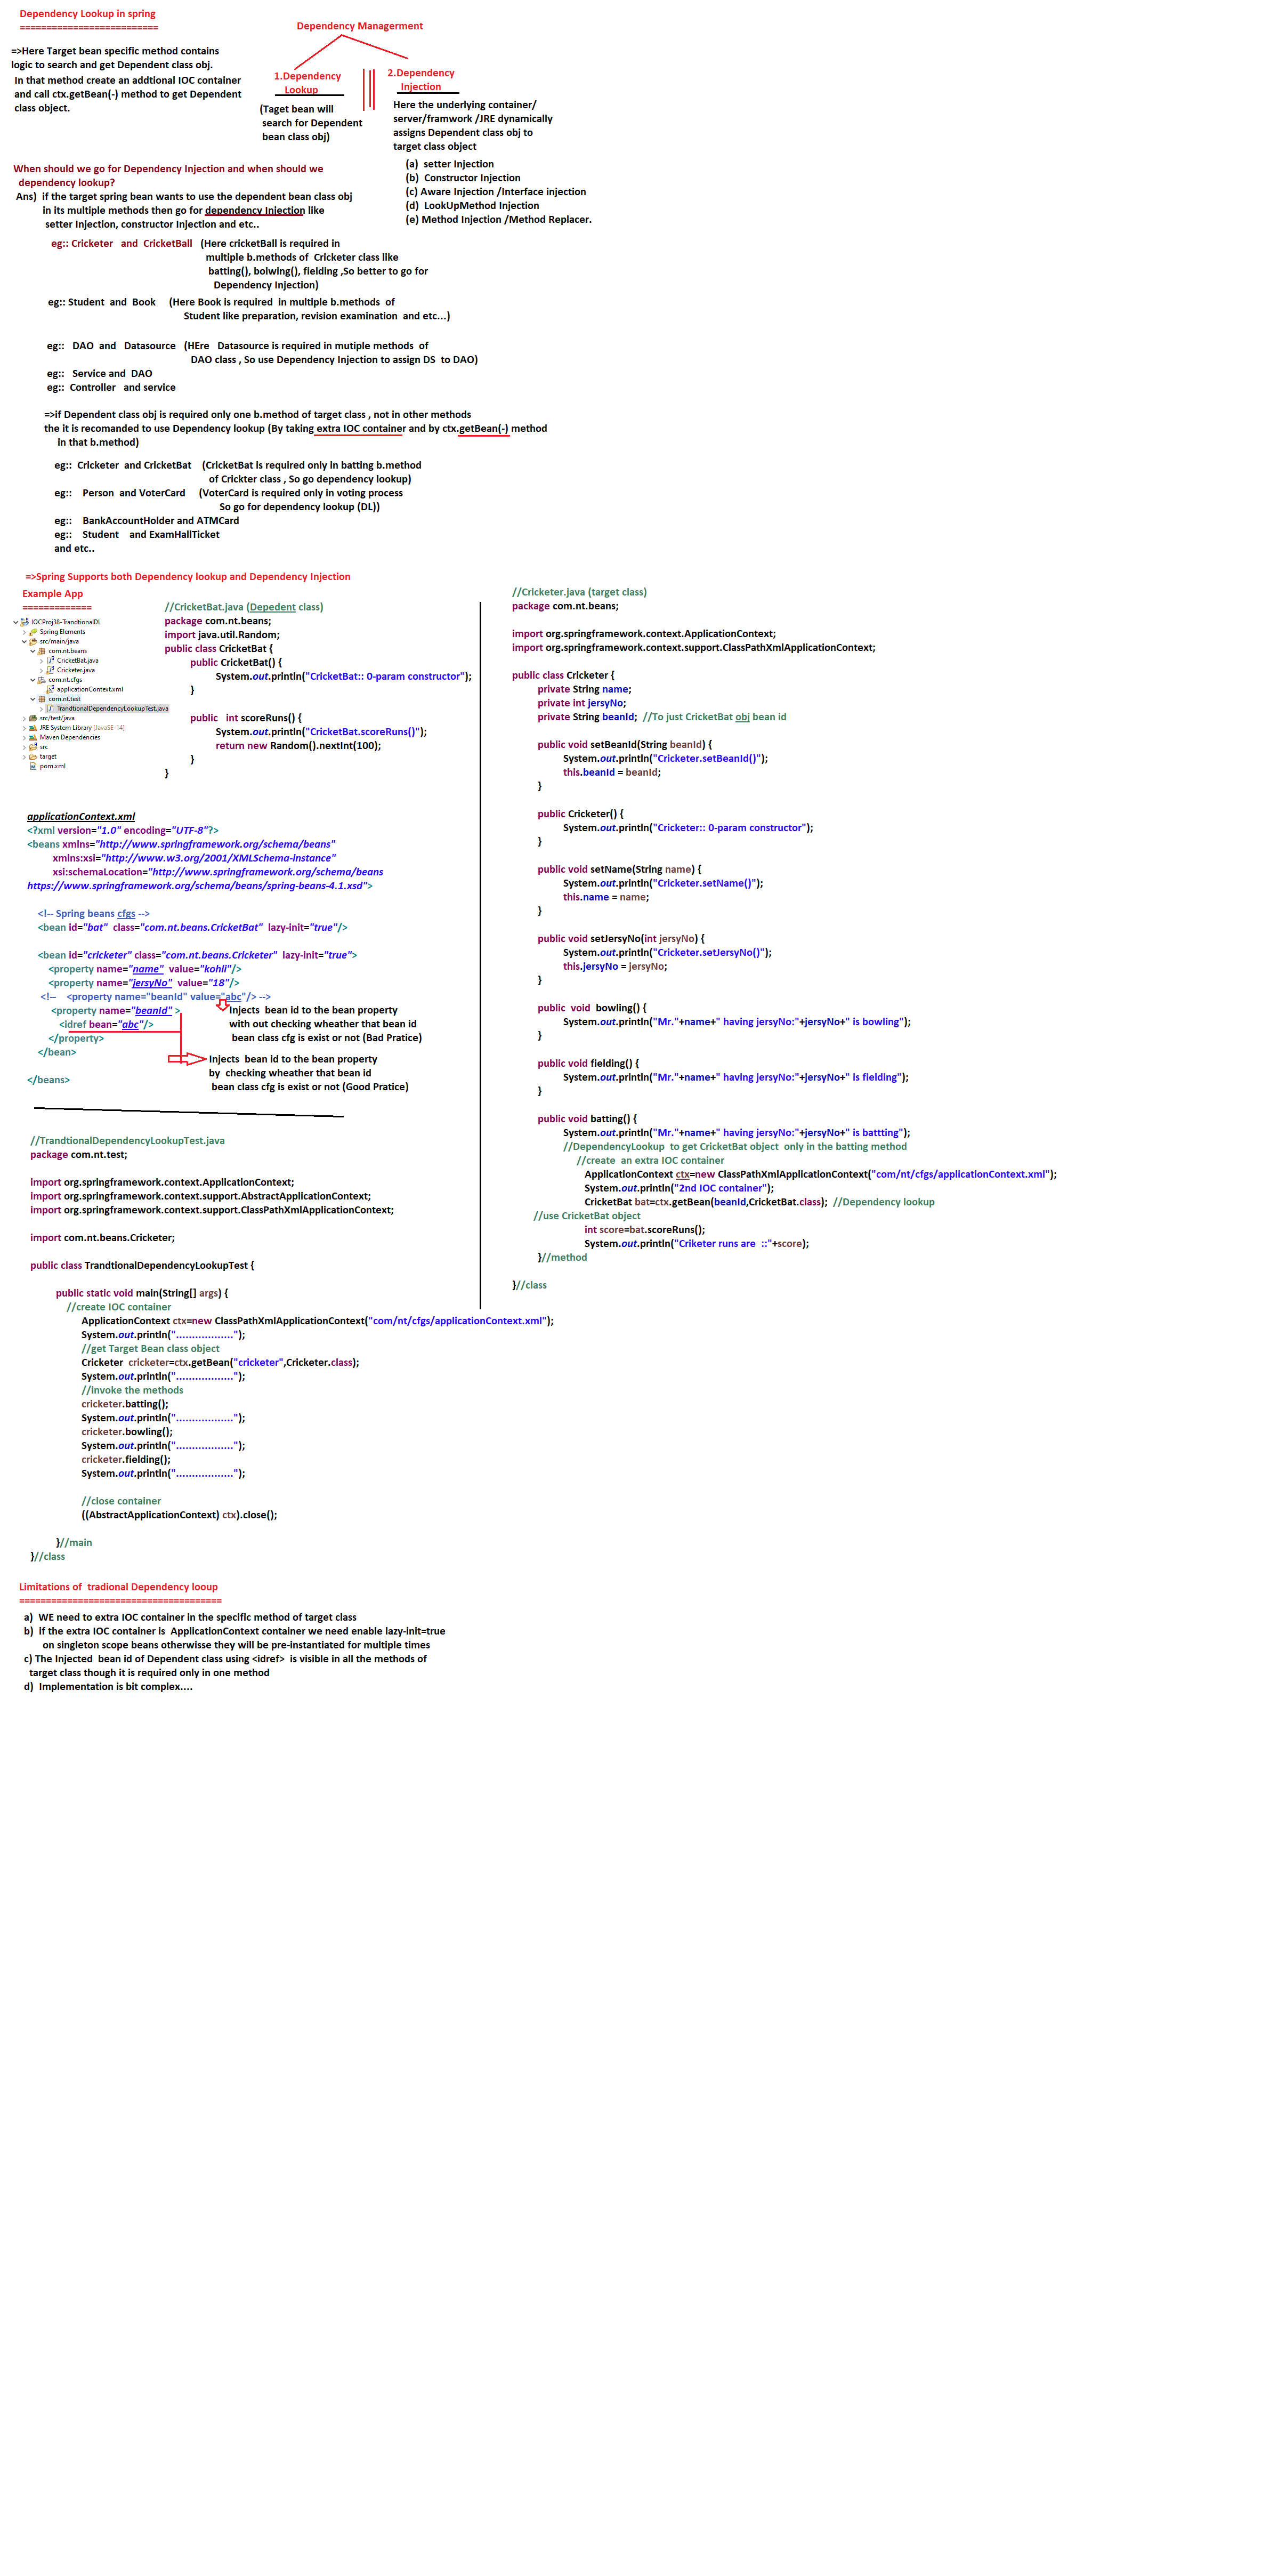 Dependency Lookup in spring
==========================
=>Here Target bean specific method contains
logic to search and get Dependent class obj.
In that method create an addtional IOC container
and call ctx.getBean(-) method to get Dependent
class object.
Dependency Managerment
1.Dependency
Lookup
(Taget bean will
search for Dependent
bean class obj)
2.Dependency
Injection
Here the underlying container/
server/framwork /JRE dynamically
assigns Dependent class obj to
target class object
(a) setter Injection
(b) Constructor Injection
(c) Aware Injection /Interface injection
(d) LookUpMethod Injection
(e) Method Injection /Method Replacer.
When should we go for Dependency Injection and when should we
dependency lookup?
Ans) if the target spring bean wants to use the dependent bean class obj
in its multiple methods then go for dependency Injection like
setter Injection, constructor Injection and etc..
eg:: Cricketer and CricketBall (Here cricketBall is required in
multiple b.methods of Cricketer class like
batting(), bolwing(), fielding ,So better to go for
Dependency Injection)
eg:: Student and Book (Here Book is required in multiple b.methods of
Student like preparation, revision examination and etc...)
eg:: DAO and Datasource (HEre Datasource is required in mutiple methods of
DAO class , So use Dependency Injection to assign DS to DAO)
eg:: Service and DAO
eg:: Controller and service
=>if Dependent class obj is required only one b.method of target class , not in other methods
the it is recomanded to use Dependency lookup (By taking extra IOC container and by ctx.getBean(-) method
in that b.method)
eg:: Cricketer and CricketBat (CricketBat is required only in batting b.method
of Crickter class , So go dependency lookup)
eg:: Person and VoterCard (VoterCard is required only in voting process
So go for dependency lookup (DL))
eg:: BankAccountHolder and ATMCard
eg:: Student and ExamHallTicket
and etc..
=>Spring Supports both Dependency lookup and Dependency Injection
Example App
=============
IOCProj38-TrandtionalDL
Spring Elements
src/main/java
com.nt.beans
CricketBat.java
Cricketer.java
com.nt.cfgs
applicationContext.xml
com.nt.test
TrandtionalDependencyLookupTest.java
src/test/java
JRE System Library [JavaSE-14]
Maven Dependencies
src
target
pom.xml
//CricketBat.java (Depedent class)
package com.nt.beans;
import java.util.Random;
public class CricketBat {
public CricketBat() {
System.out.println("CricketBat:: 0-param constructor");
}
public int scoreRuns() {
System.out.println("CricketBat.scoreRuns()");
return new Random().nextInt(100);
}
}
applicationContext.xml
<?xml version="1.0" encoding="UTF-8"?>
<beans xmlns="http://www.springframework.org/schema/beans"
xmlns:xsi="http://www.w3.org/2001/XMLSchema-instance"
xsi:schemaLocation="http://www.springframework.org/schema/beans
https://www.springframework.org/schema/beans/spring-beans-4.1.xsd">
<!-- Spring beans cfgs -->
<bean id="bat" class="com.nt.beans.CricketBat" lazy-init="true"/>
<bean id="cricketer" class="com.nt.beans.Cricketer" lazy-init="true">
<property name="name" value="kohli"/>
<property name="jersyNo" value="18"/>
<!-- <property name="beanId" value="abc"/> -->
<property name="beanId" >
<idref bean="abc"/>
</property>
</bean>
</beans>
Injects bean id to the bean property
with out checking wheather that bean id
bean class cfg is exist or not (Bad Pratice)
Injects bean id to the bean property
by checking wheather that bean id
bean class cfg is exist or not (Good Pratice)
//TrandtionalDependencyLookupTest.java
package com.nt.test;
import org.springframework.context.ApplicationContext;
import org.springframework.context.support.AbstractApplicationContext;
import org.springframework.context.support.ClassPathXmlApplicationContext;
import com.nt.beans.Cricketer;
public class TrandtionalDependencyLookupTest {
public static void main(String[] args) {
//create IOC container
ApplicationContext ctx=new ClassPathXmlApplicationContext("com/nt/cfgs/applicationContext.xml");
System.out.println("..................");
//get Target Bean class object
Cricketer cricketer=ctx.getBean("cricketer",Cricketer.class);
System.out.println("..................");
//invoke the methods
cricketer.batting();
System.out.println("..................");
cricketer.bowling();
System.out.println("..................");
cricketer.fielding();
System.out.println("..................");
//close container
((AbstractApplicationContext) ctx).close();
}//main
}//class
//Cricketer.java (target class)
package com.nt.beans;
import org.springframework.context.ApplicationContext;
import org.springframework.context.support.ClassPathXmlApplicationContext;
public class Cricketer {
private String name;
private int jersyNo;
private String beanId; //To just CricketBat obj bean id
public void setBeanId(String beanId) {
System.out.println("Cricketer.setBeanId()");
this.beanId = beanId;
}
public Cricketer() {
System.out.println("Cricketer:: 0-param constructor");
}
public void setName(String name) {
System.out.println("Cricketer.setName()");
this.name = name;
}
public void setJersyNo(int jersyNo) {
System.out.println("Cricketer.setJersyNo()");
this.jersyNo = jersyNo;
}
public void bowling() {
System.out.println("Mr."+name+" having jersyNo:"+jersyNo+" is bowling");
}
public void fielding() {
System.out.println("Mr."+name+" having jersyNo:"+jersyNo+" is fielding");
}
public void batting() {
System.out.println("Mr."+name+" having jersyNo:"+jersyNo+" is battting");
//DependencyLookup to get CricketBat object only in the batting method
//create an extra IOC container
ApplicationContext ctx=new ClassPathXmlApplicationContext("com/nt/cfgs/applicationContext.xml");
System.out.println("2nd IOC container");
CricketBat bat=ctx.getBean(beanId,CricketBat.class); //Dependency lookup
//use CricketBat object
int score=bat.scoreRuns();
System.out.println("Criketer runs are ::"+score);
}//method
}//class
Limitations of tradional Dependency looup
======================================
a) WE need to extra IOC container in the specific method of target class
b) if the extra IOC container is ApplicationContext container we need enable lazy-init=true
on singleton scope beans otherwisse they will be pre-instantiated for multiple times
c) The Injected bean id of Dependent class using <idref> is visible in all the methods of
target class though it is required only in one method
d) Implementation is bit complex....